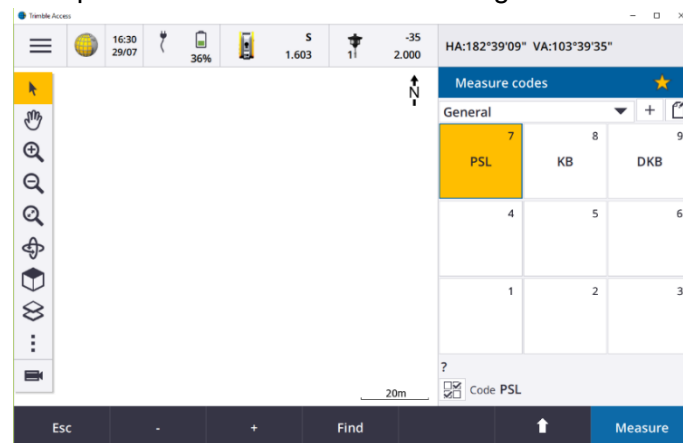 Trimble Access
16:30
29/07
36%
S
1.603
1
-35
2.000
HA:182°39'09" VA:103°39'35"
Measure codes
General
+
7
PSL
8
KB
9
DKB
4
5
6
1
2
3
?
Code PSL
N
20m
Esc
-
+
Find
Measure